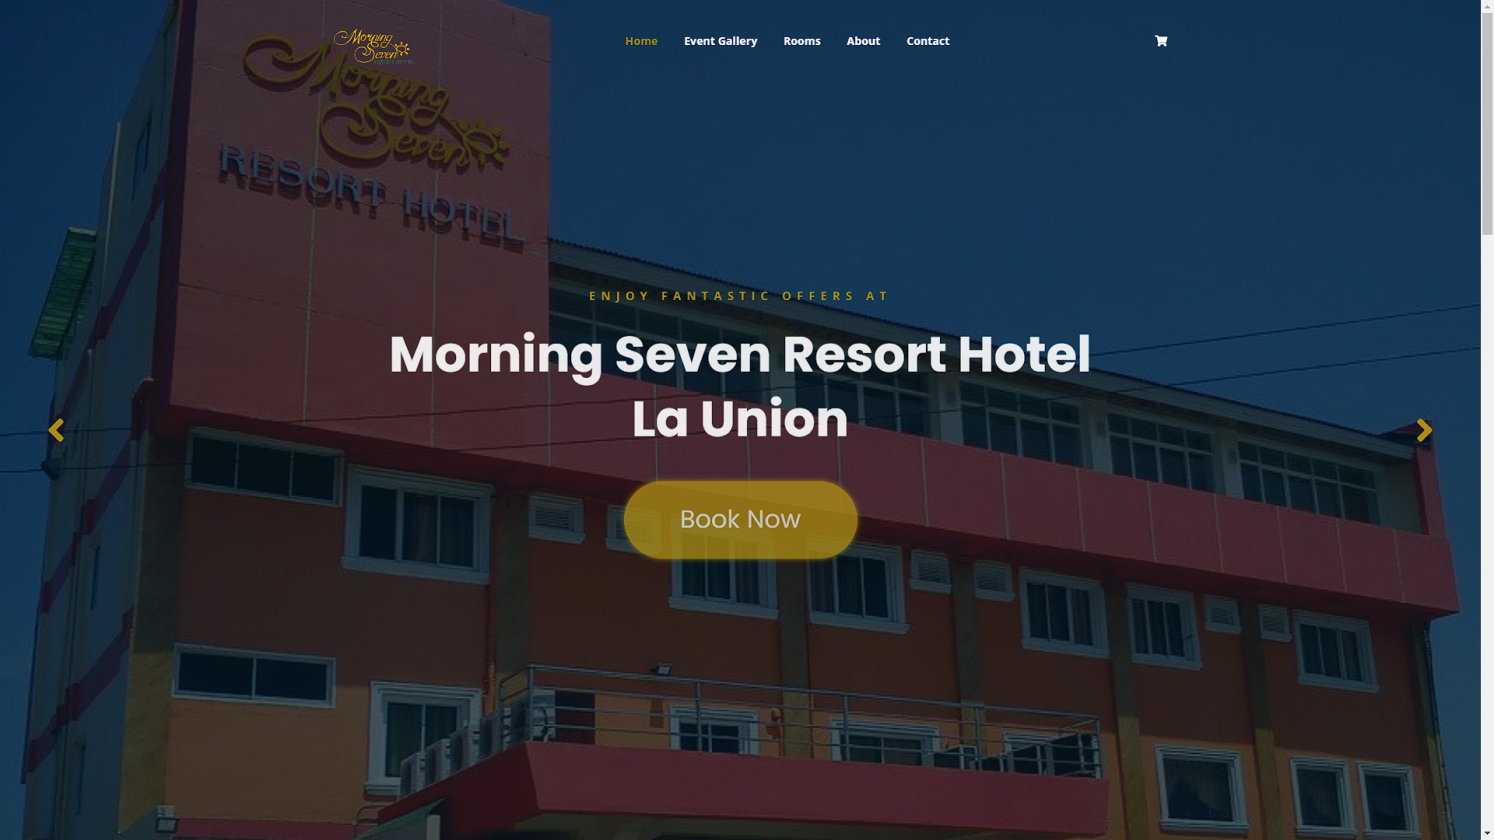 Morning
Seven
Home
Event Gallery
Rooms
About
Contact
Morning
Seven
RESORT HOTEL
ENJOY FANTASTIC OFFERS AT
Morning Seven Resort Hotel
La Union
Book Now